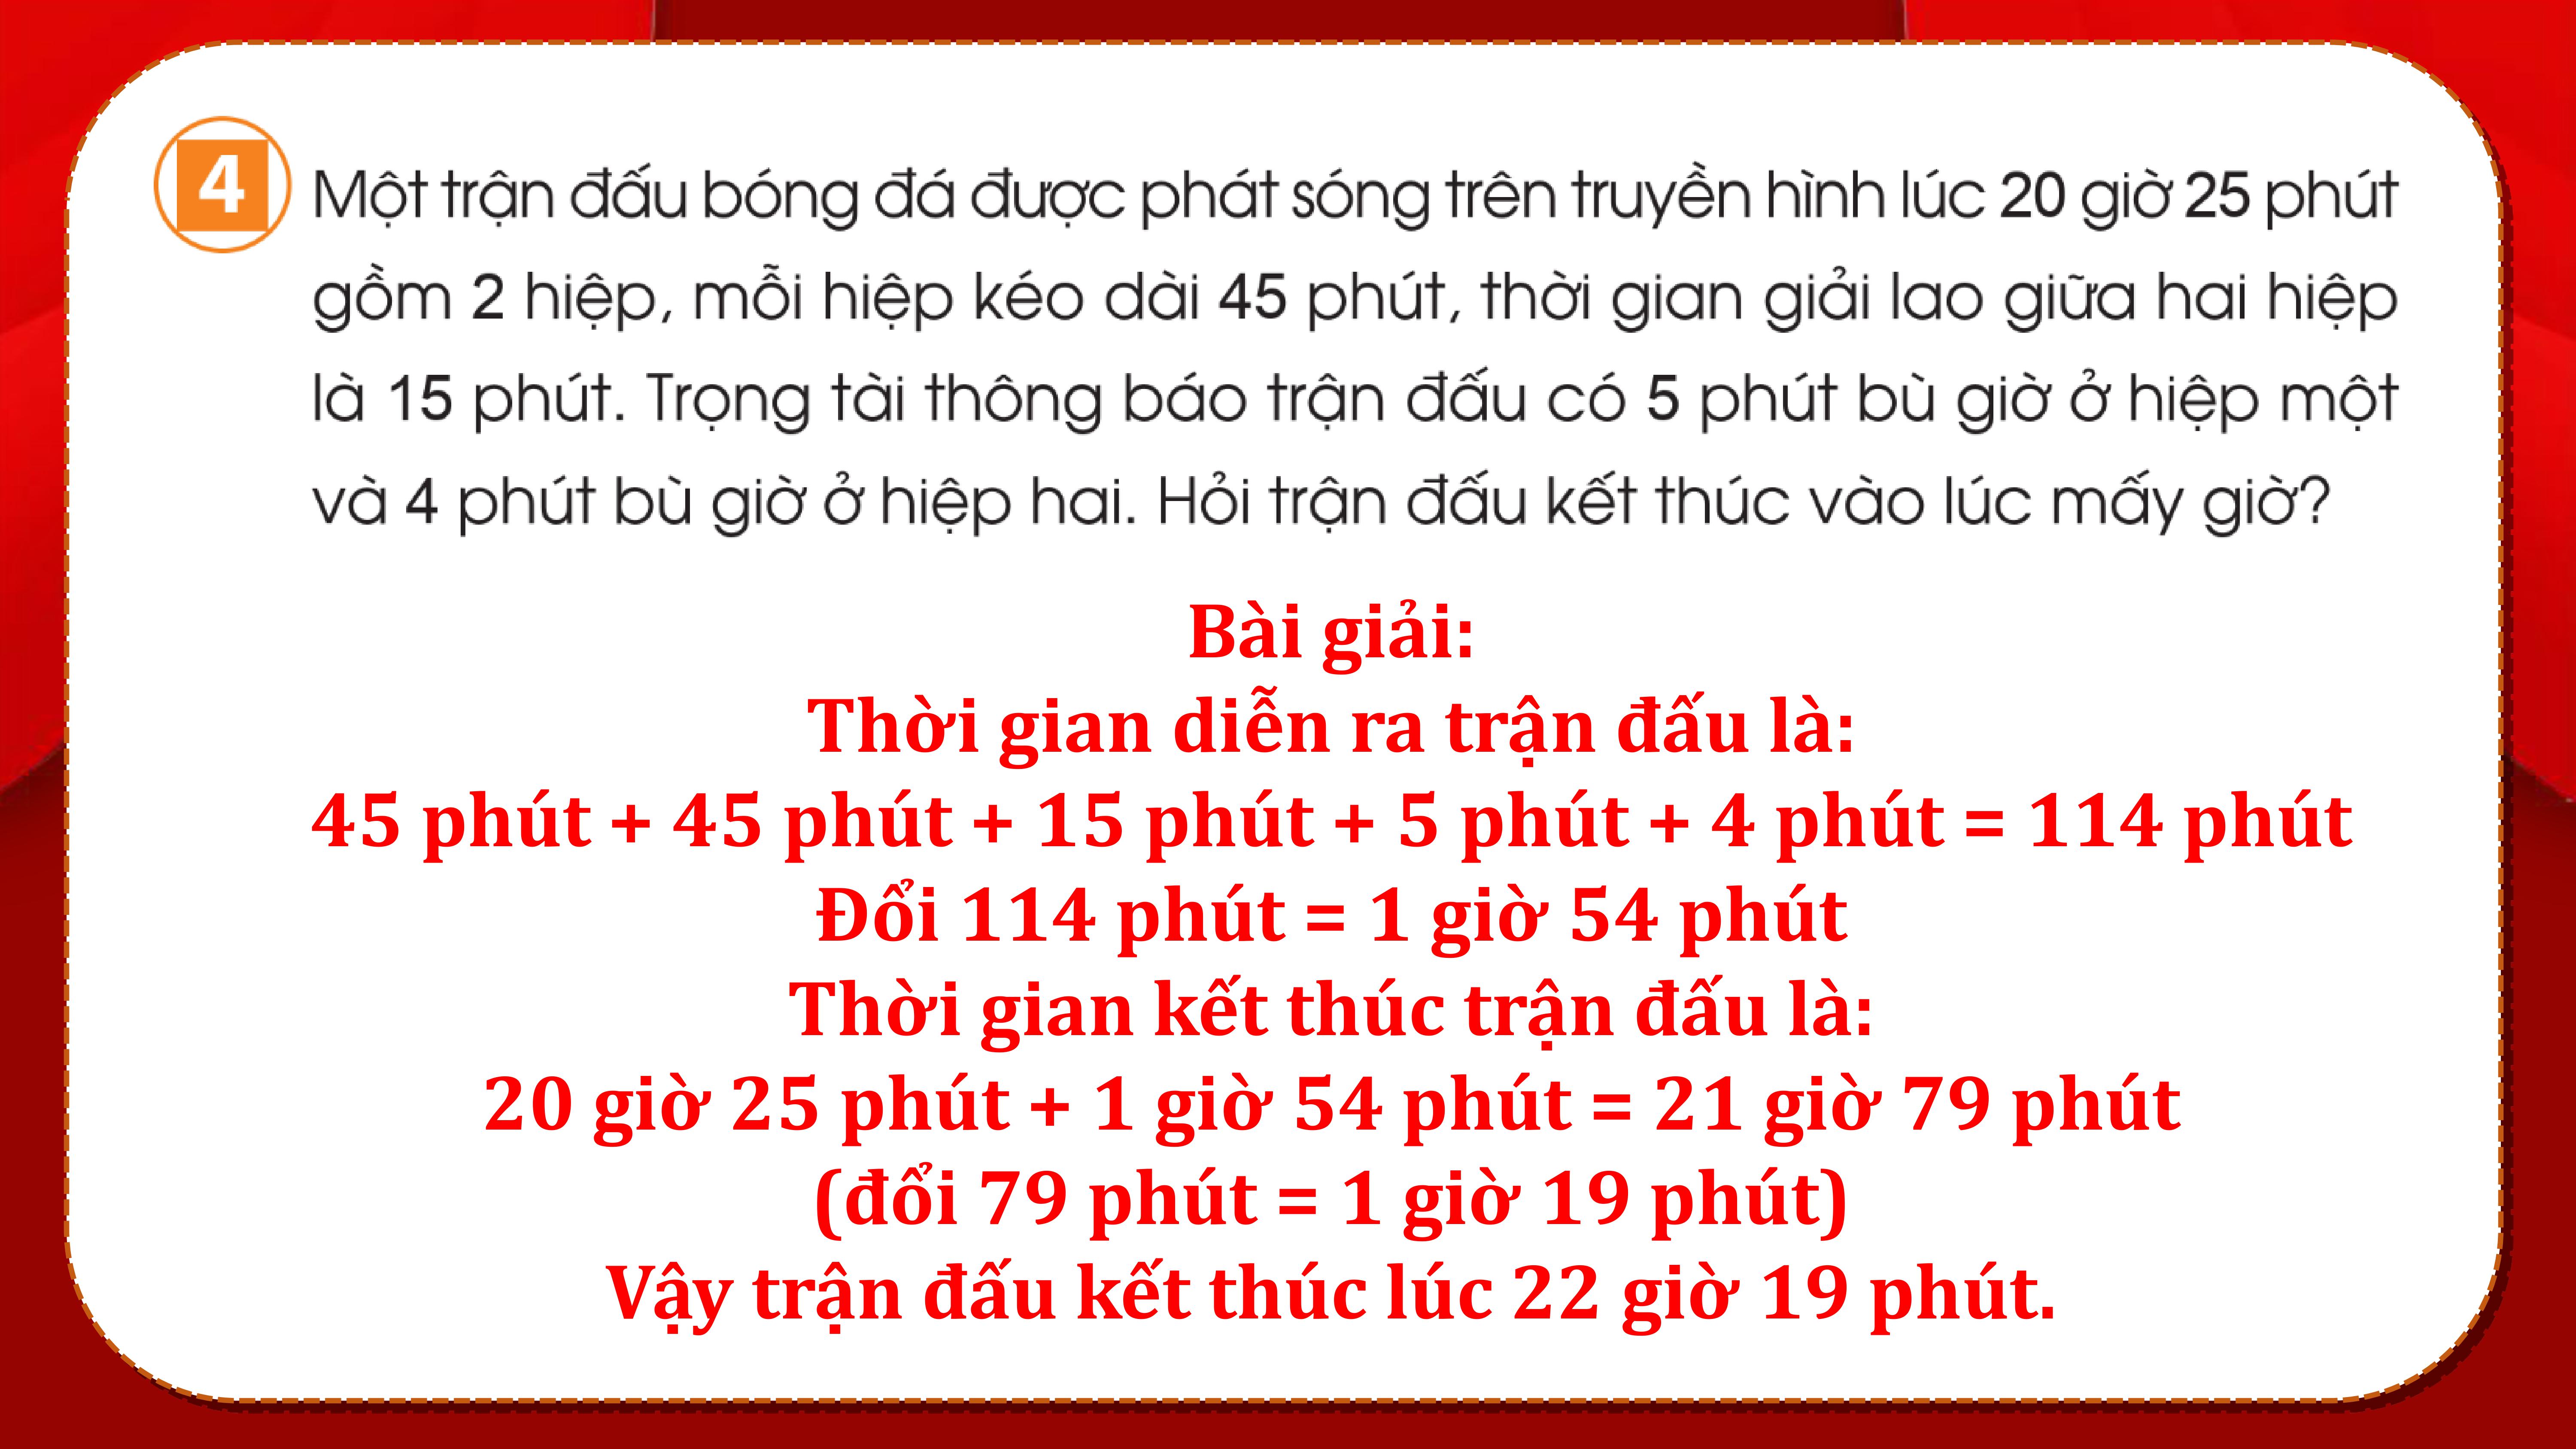 4 Một trận đấu bóng đá được phát sóng trên truyền hình lúc 20 giờ 25 phút
gồm 2 hiệp, mỗi hiệp kéo dài 45 phút, thời gian giải lao giữa hai hiệp
là 15 phút. Trọng tài thông báo trận đấu có 5 phút bù giờ ở hiệp một
và 4 phút bù giờ ở hiệp hai. Hỏi trận đấu kết thúc vào lúc mấy giờ?
Bài giải:
Thời gian diễn ra trận đấu là:
45 phút + 45 phút + 15 phút + 5 phút + 4 phút = 114 phút
Đổi 114 phút = 1 giờ 54 phút
Thời gian kết thúc trận đấu là:
20 giờ 25 phút + 1 giờ 54 phút = 21 giờ 79 phút
(đổi 79 phút = 1 giờ 19 phút)
Vậy trận đấu kết thúc lúc 22 giờ 19 phút.